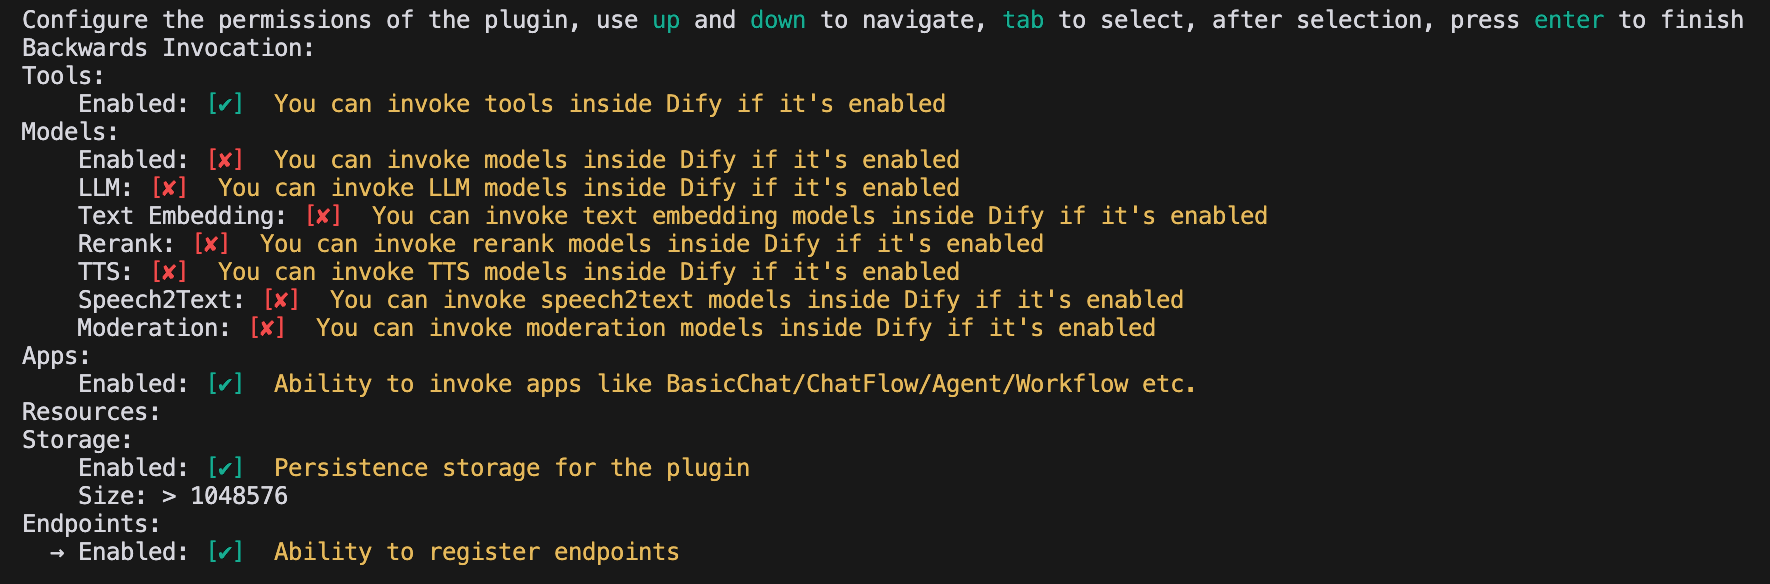 Configure the permissions of the plugin, use up and down to navigate, tab to select, after selection, press enter to finish
Backwards Invocation:
Tools:
    Enabled: [✔]  You can invoke tools inside Dify if it's enabled
Models:
    Enabled: [✘]  You can invoke models inside Dify if it's enabled
    LLM: [✘]  You can invoke LLM models inside Dify if it's enabled
    Text Embedding: [✘]  You can invoke text embedding models inside Dify if it's enabled
    Rerank: [✘]  You can invoke rerank models inside Dify if it's enabled
    TTS: [✘]  You can invoke TTS models inside Dify if it's enabled
    Speech2Text: [✘]  You can invoke speech2text models inside Dify if it's enabled
    Moderation: [✘]  You can invoke moderation models inside Dify if it's enabled
Apps:
    Enabled: [✔]  Ability to invoke apps like BasicChat/ChatFlow/Agent/Workflow etc.
Resources:
Storage:
    Enabled: [✔]  Persistence storage for the plugin
    Size: > 1048576
Endpoints:
  → Enabled: [✔]  Ability to register endpoints